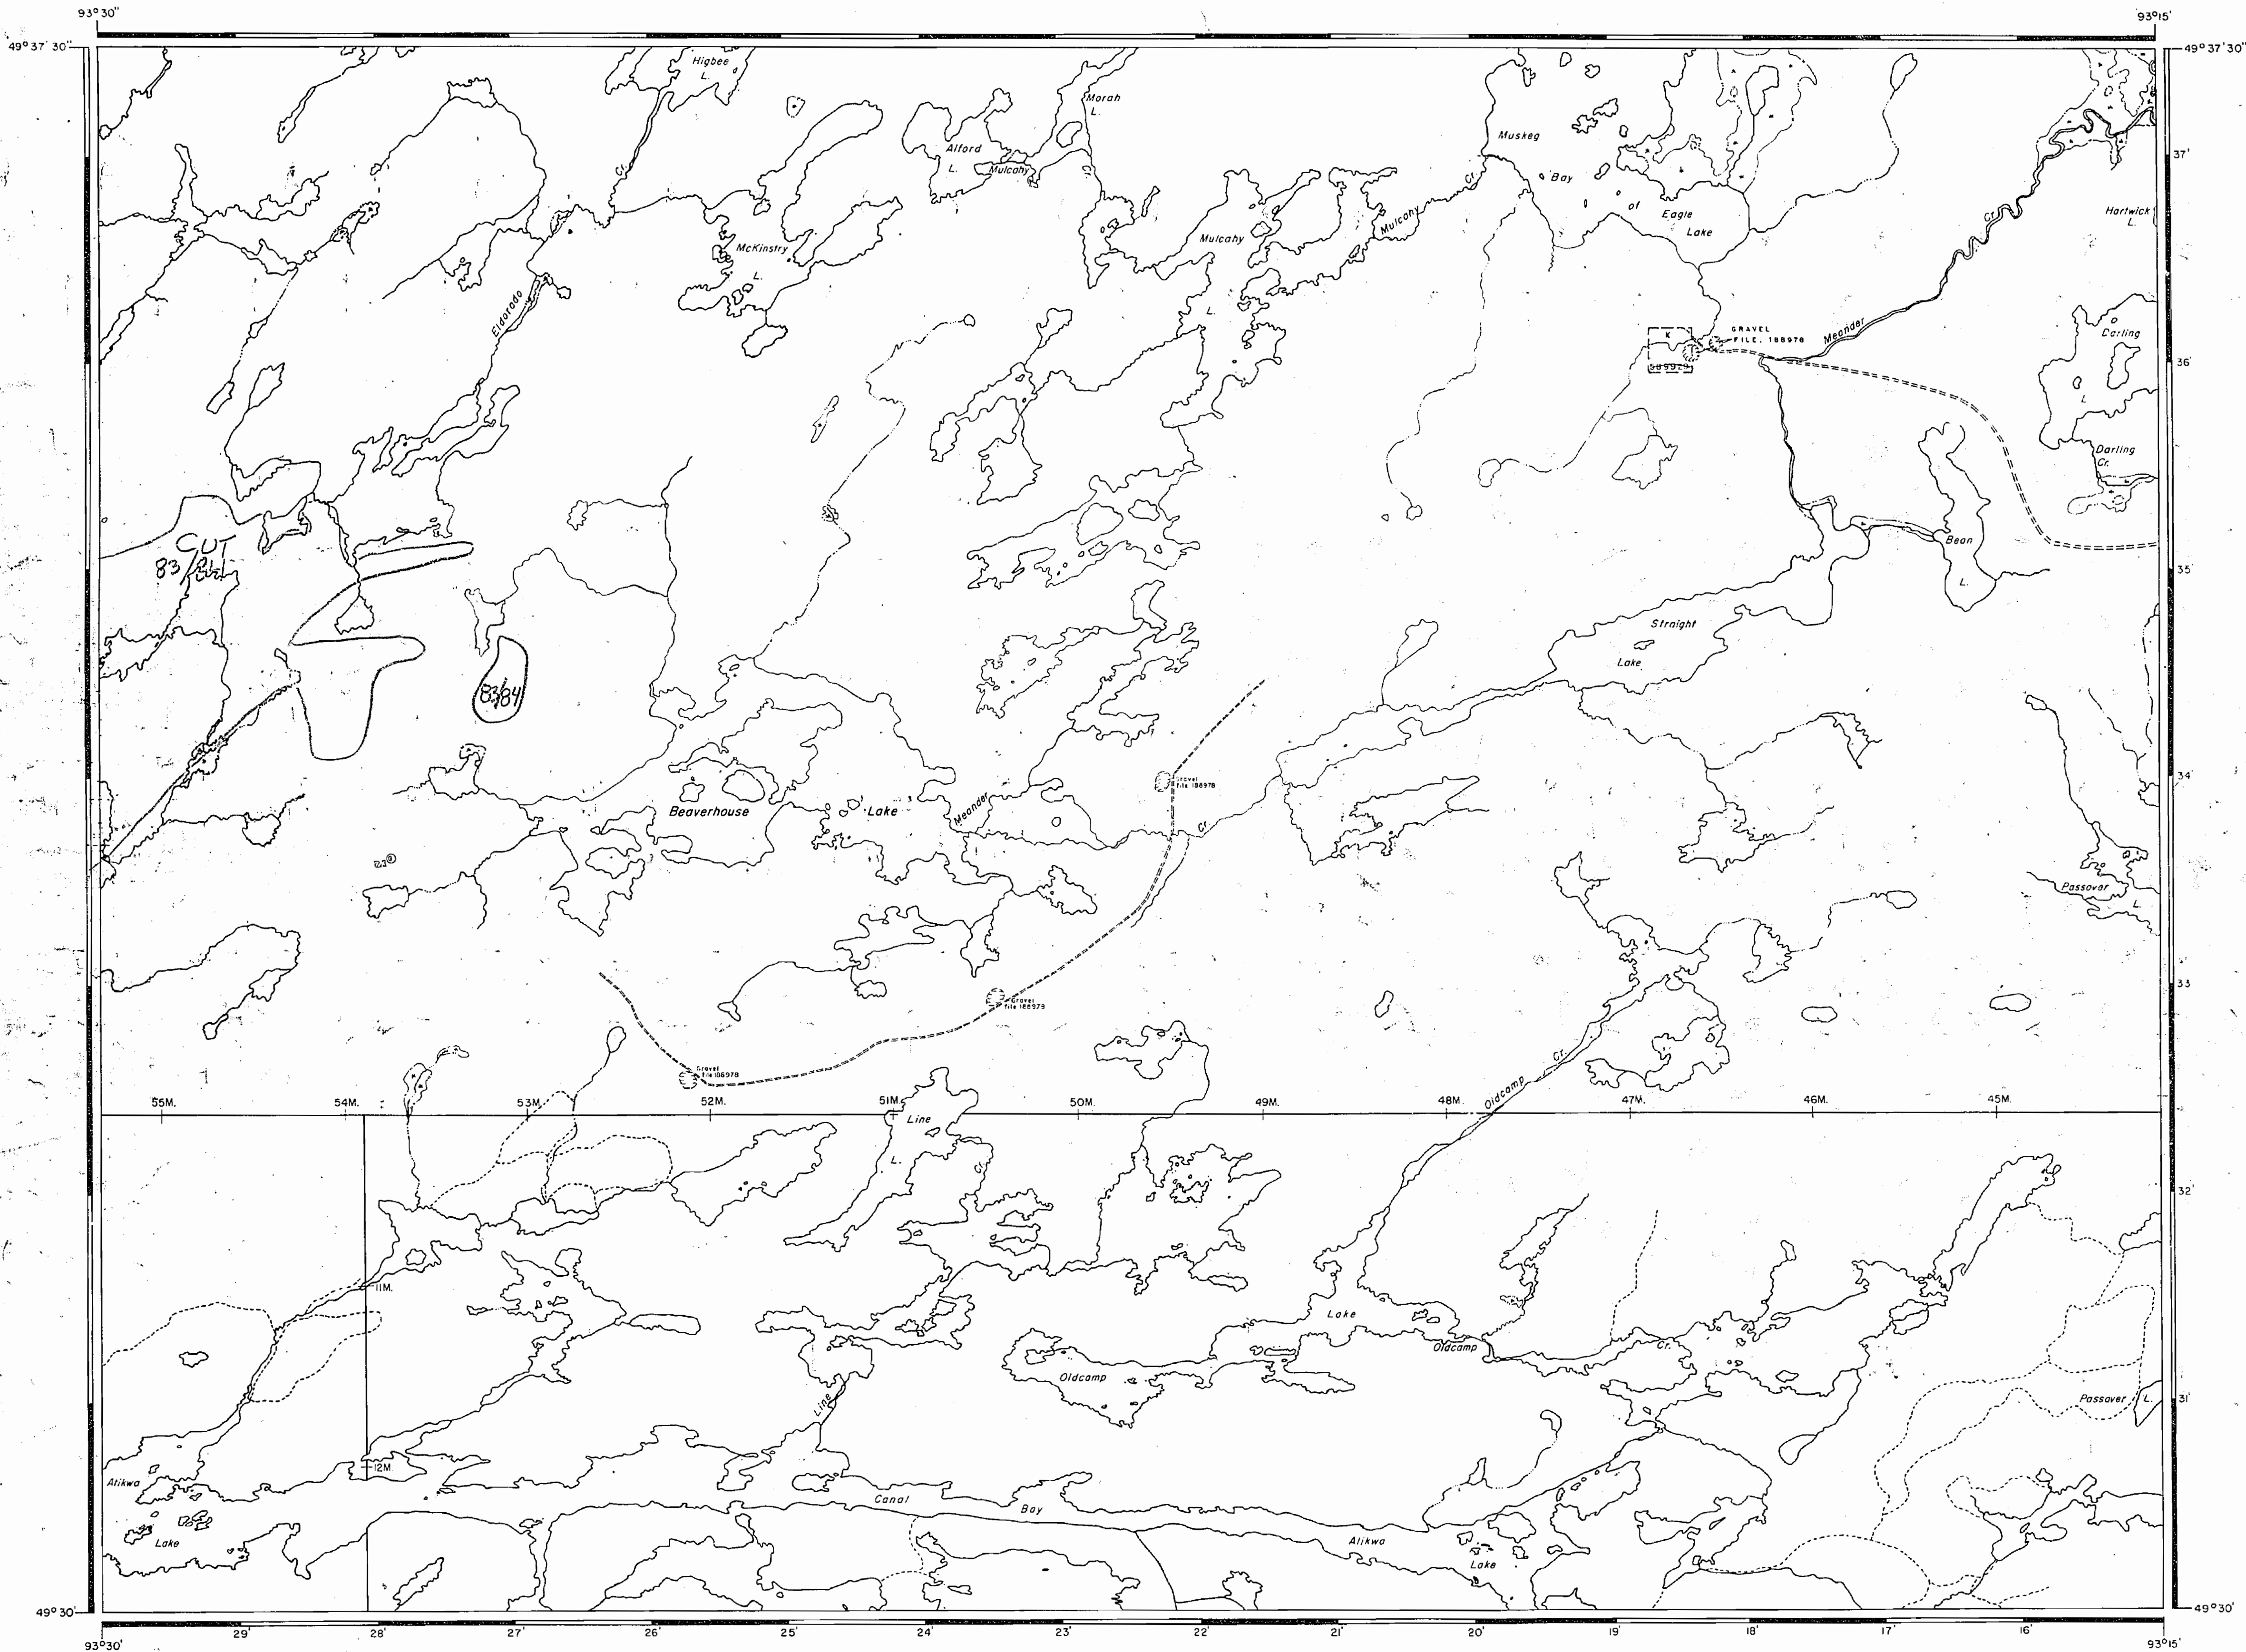 93°30'' 93°15'
49°37'30'' 49°37'30''
Higbee
L.
Morah
L.
Muskeg
Alford
L. Mulcahy
Cr.
Cr.
Cr.
Bay
of
Eagle
Lake
37'
Hartwick
L.
Cr.
Mulcahy
Mulcahy
L.
McKinstry
L.
Eldorado
GRAVEL
FILE. 188978
K
Meander
Darling
L.
36'
Darling
Cr.
CUT
83/84
Bean
L.
35'
Straight
Lake
83/84
Gravel
file 188978
34'
Beaverhouse Lake
Meander
Cr.
Passover
L.
33
Gravel
file 188978
Gravel
file 188978
Cr.
Oldcamp
55M. 54M. 53M. 52M. 51M. 50M. 49M. 48M. 47M. 46M. 45M.
Line
L.
Cr.
32'
11M.
Lake
Oldcamp
Cr.
Oldcamp
Line
Passover L.
31'
12M.
Atikwa
Lake
Canal
Bay
Atikwa
Lake
49°30' 49°30'
93°30' 29' 28' 27' 26' 25' 24' 23' 22' 21' 20' 19' 18' 17' 16' 93°15'